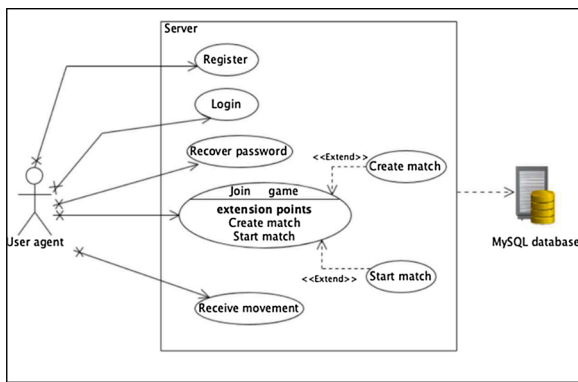 Server
Register
Login
Recover password
<<Extend>>
Create match
Join game
extension points
Create match
Start match
User agent
MySQL database
<<Extend>>
Start match
Receive movement